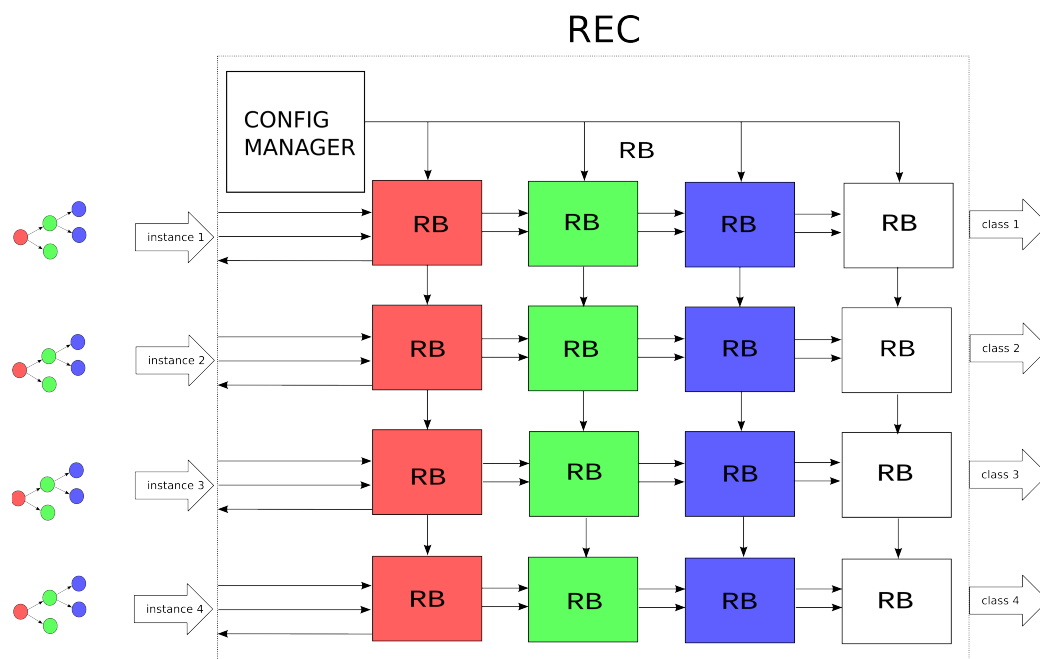 REC
CONFIG
MANAGER
RB
instance 1
RB
RB
RB
RB
class 1
instance 2
RB
RB
RB
RB
class 2
instance 3
RB
RB
RB
RB
class 3
instance 4
RB
RB
RB
RB
class 4